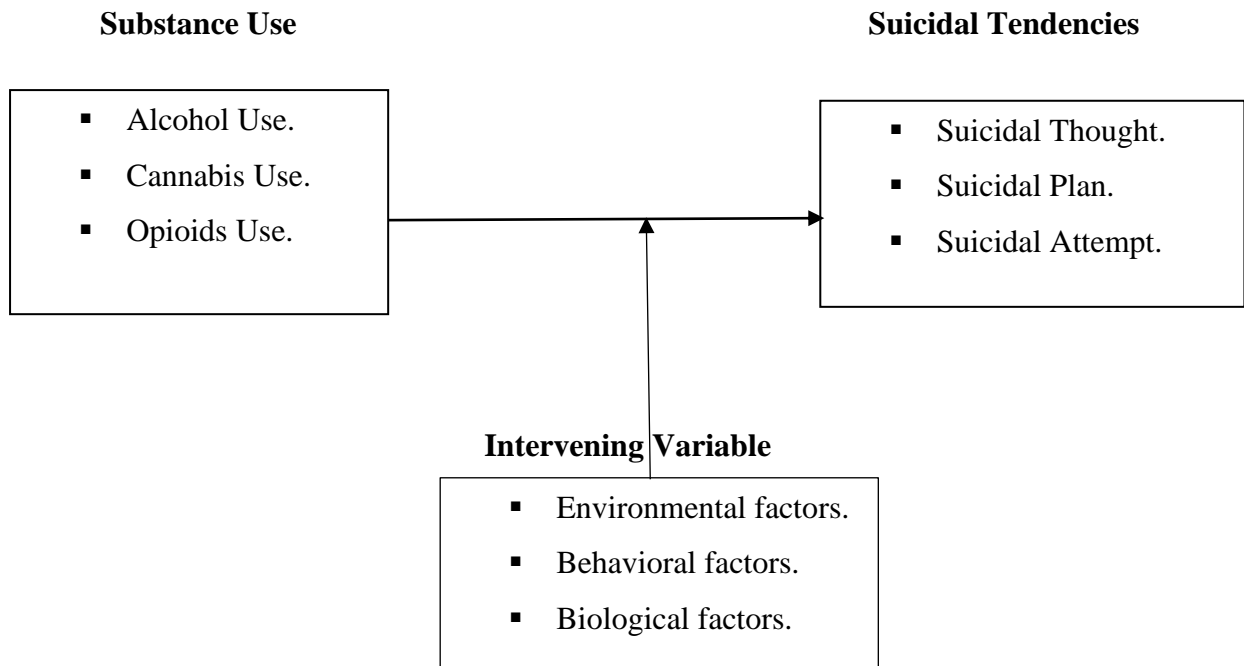 Substance Use
Suicidal Tendencies
▪ Alcohol Use.
▪ Cannabis Use.
▪ Opioids Use.
▪ Suicidal Thought.
▪ Suicidal Plan.
▪ Suicidal Attempt.
Intervening Variable
▪ Environmental factors.
▪ Behavioral factors.
▪ Biological factors.